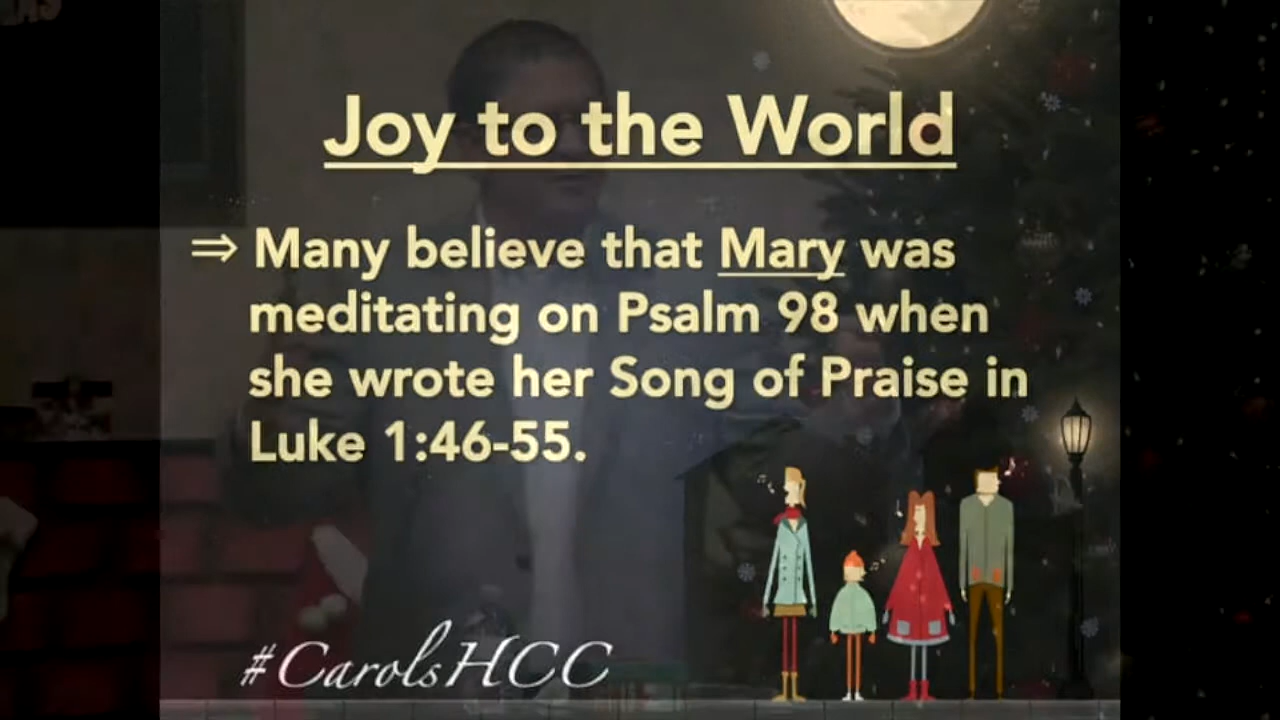 Joy to the World
⇒ Many believe that Mary was
meditating on Psalm 98 when
she wrote her Song of Praise in
Luke 1:46-55.
#CarolsHCC